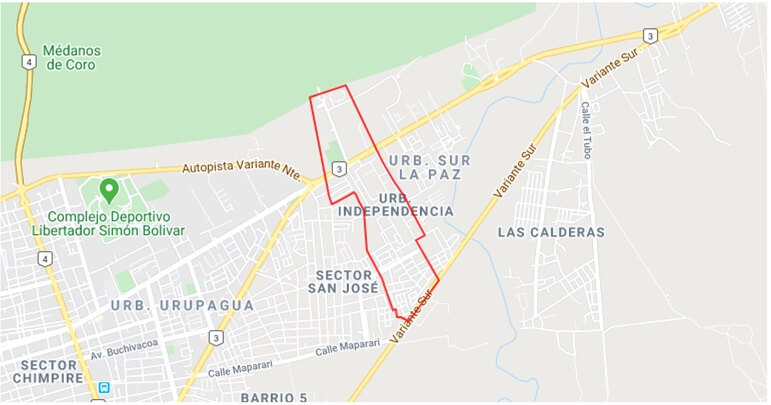 3
Médanos
de Coro
4
Variante Sur
Calle el Tubo
Autopista Variante Nte.
3
URB. SUR
LA PAZ
Variante Sur
Complejo Deportivo
Libertador Simón Bolivar
URB.
INDEPENDENCIA
LAS CALDERAS
4
SECTOR
SAN JOSÉ
URB. URUPAGUA
Variante Sur
3
Av. Buchivacoa
Calle Maparari
SECTOR
CHIMPIRE
Calle Maparari
BARRIO 5